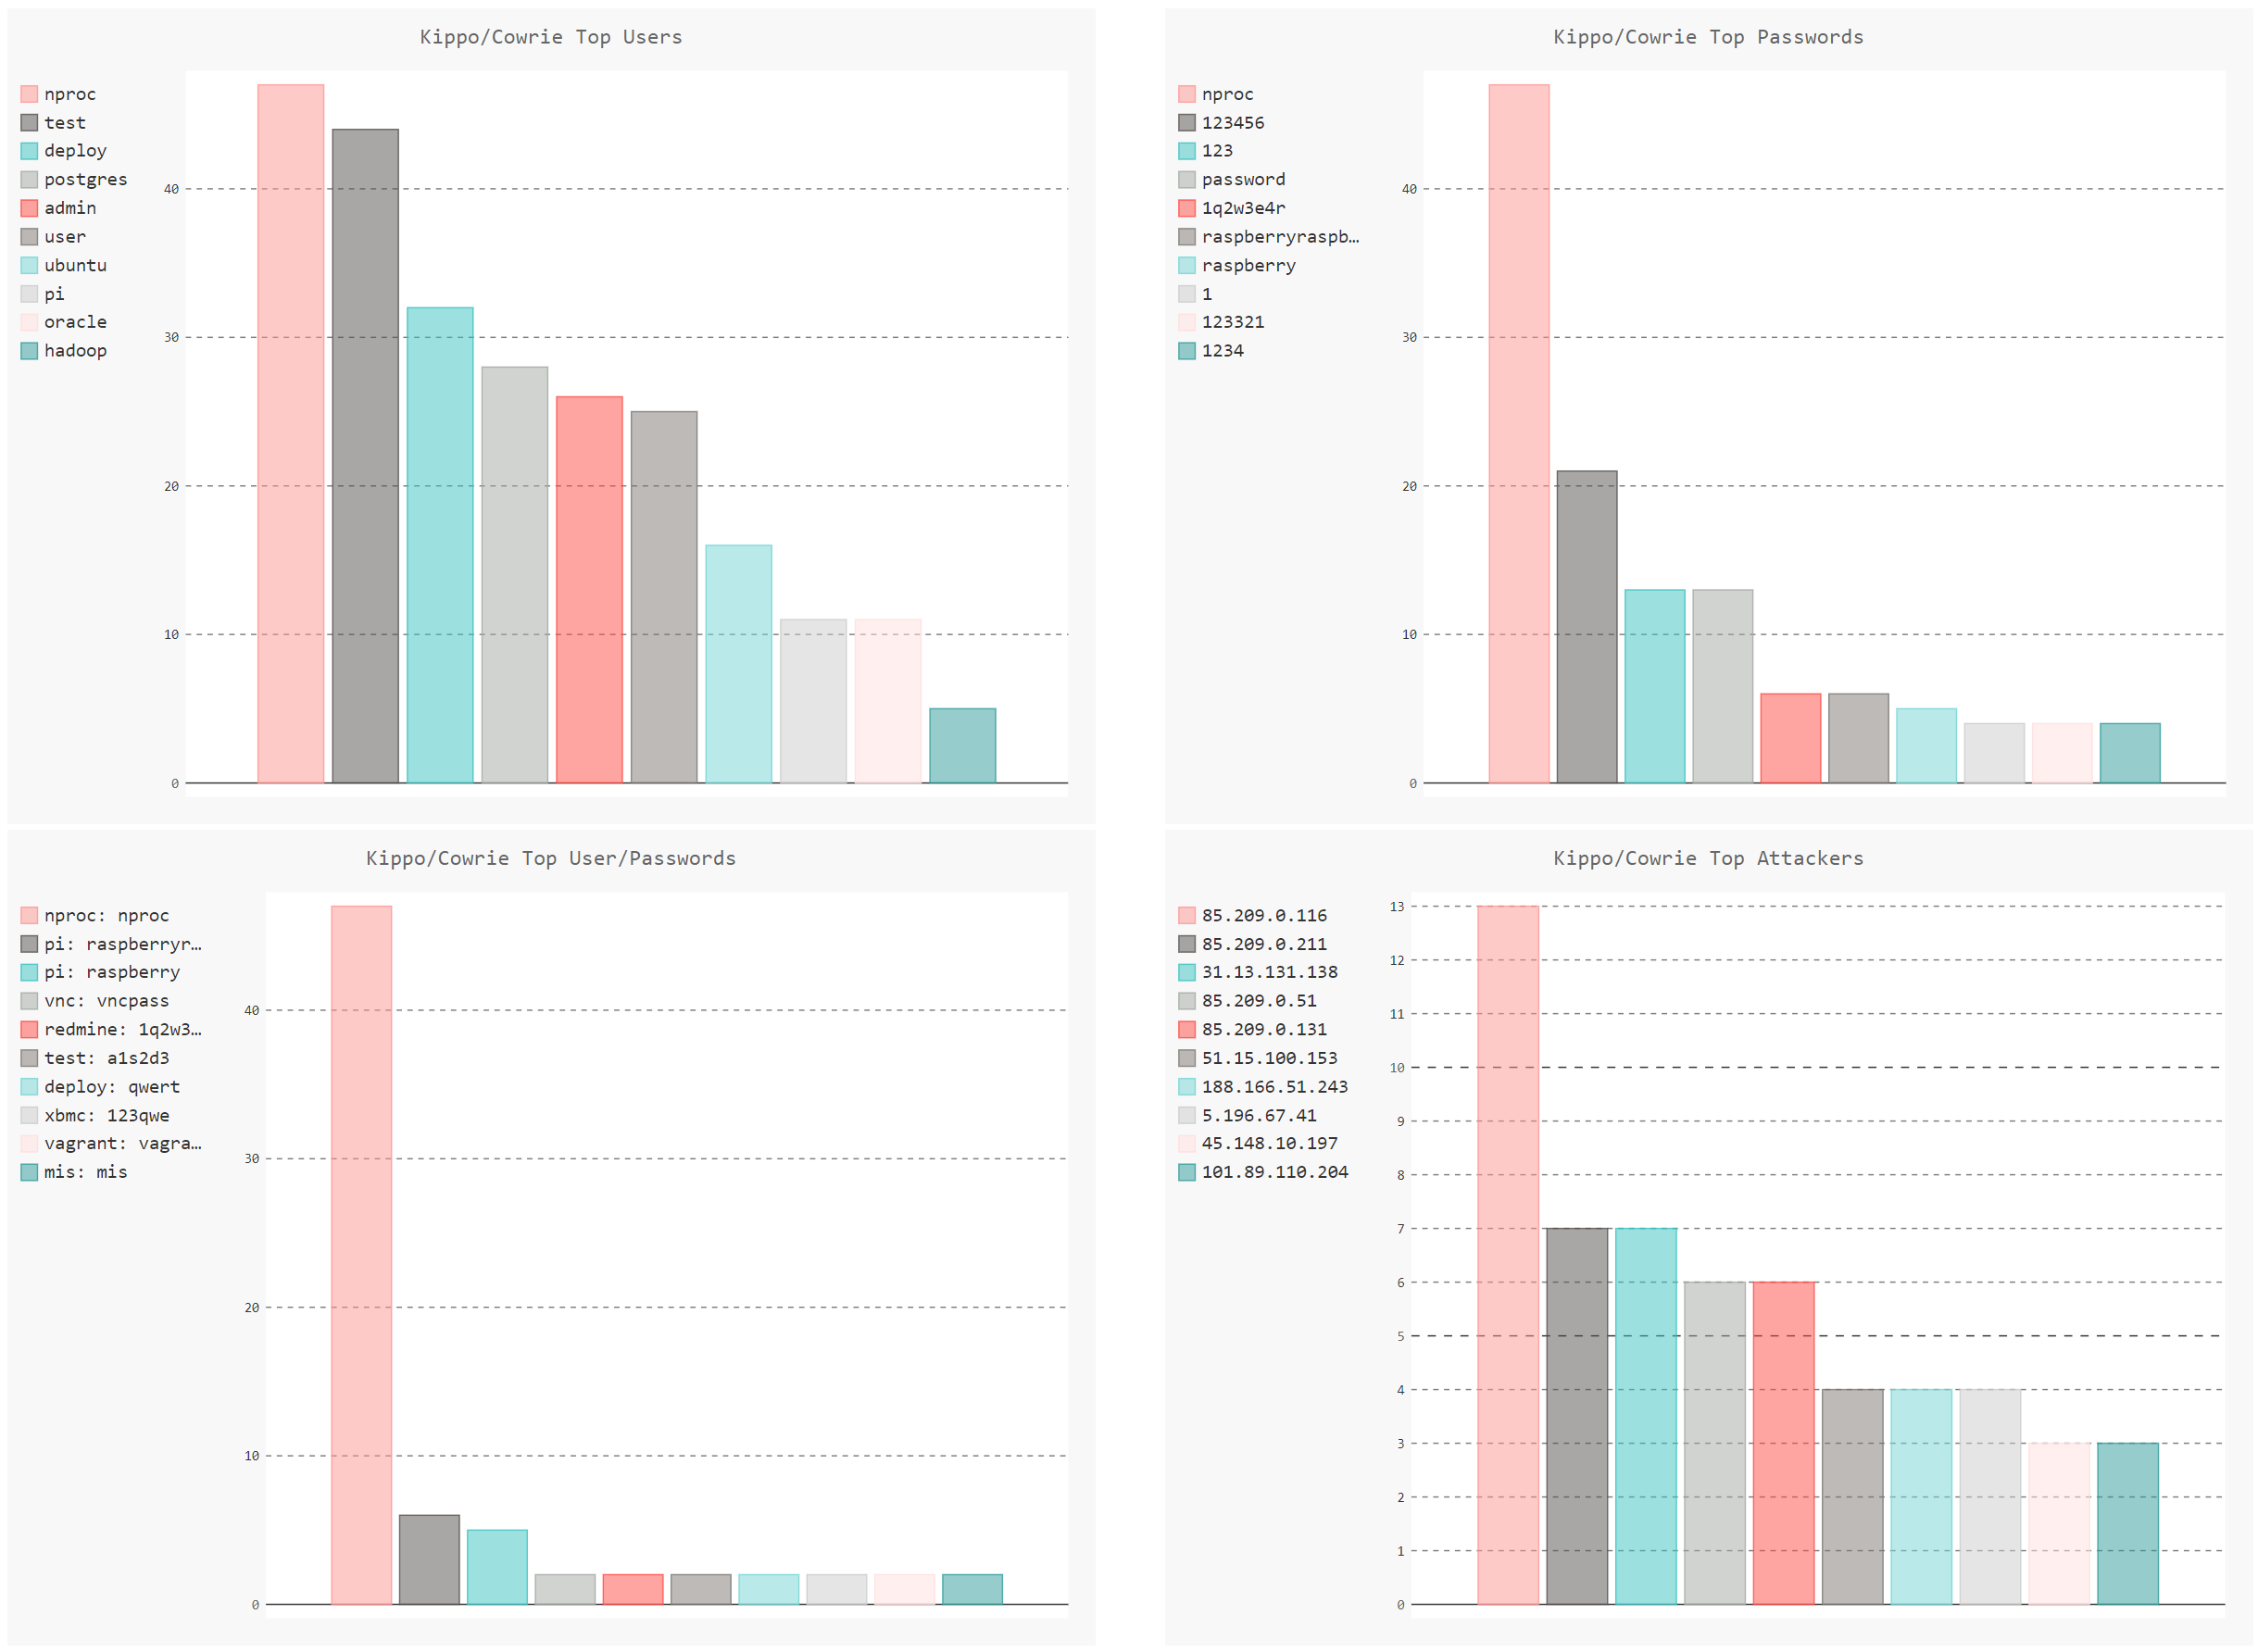 Kippo/Cowrie Top Users
nproc
test
deploy
postgres
admin
user
ubuntu
pi
oracle
hadoop
40
30
20
10
0
Kippo/Cowrie Top Passwords
nproc
123456
123
password
1q2w3e4r
raspberryraspb…
raspberry
1
123321
1234
40
30
20
10
0
Kippo/Cowrie Top User/Passwords
nproc: nproc
pi: raspberryr…
pi: raspberry
vnc: vncpass
redmine: 1q2w3…
test: a1s2d3
deploy: qwert
xbmc: 123qwe
vagrant: vagra…
mis: mis
40
30
20
10
0
Kippo/Cowrie Top Attackers
85.209.0.116
85.209.0.211
31.13.131.138
85.209.0.51
85.209.0.131
51.15.100.153
188.166.51.243
5.196.67.41
45.148.10.197
101.89.110.204
13
12
11
10
9
8
7
6
5
4
3
2
1
0